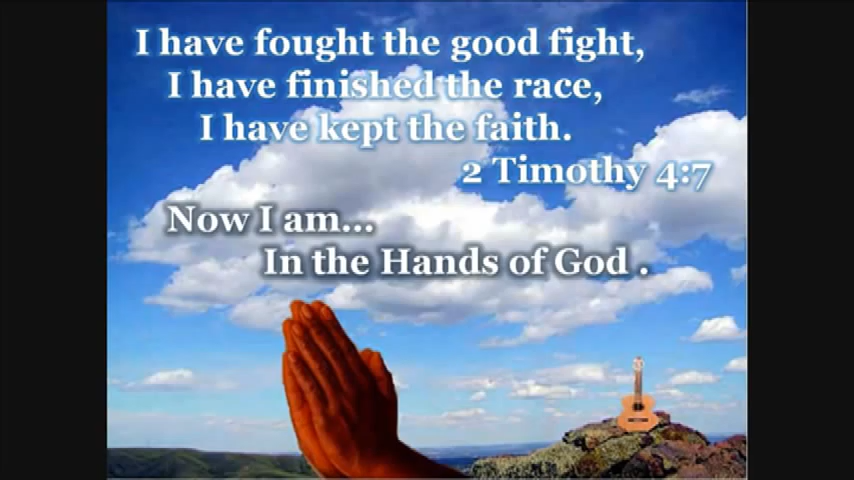 I have fought the good fight,
I have finished the race,
I have kept the faith.
2 Timothy 4:7
Now I am...
In the Hands of God .